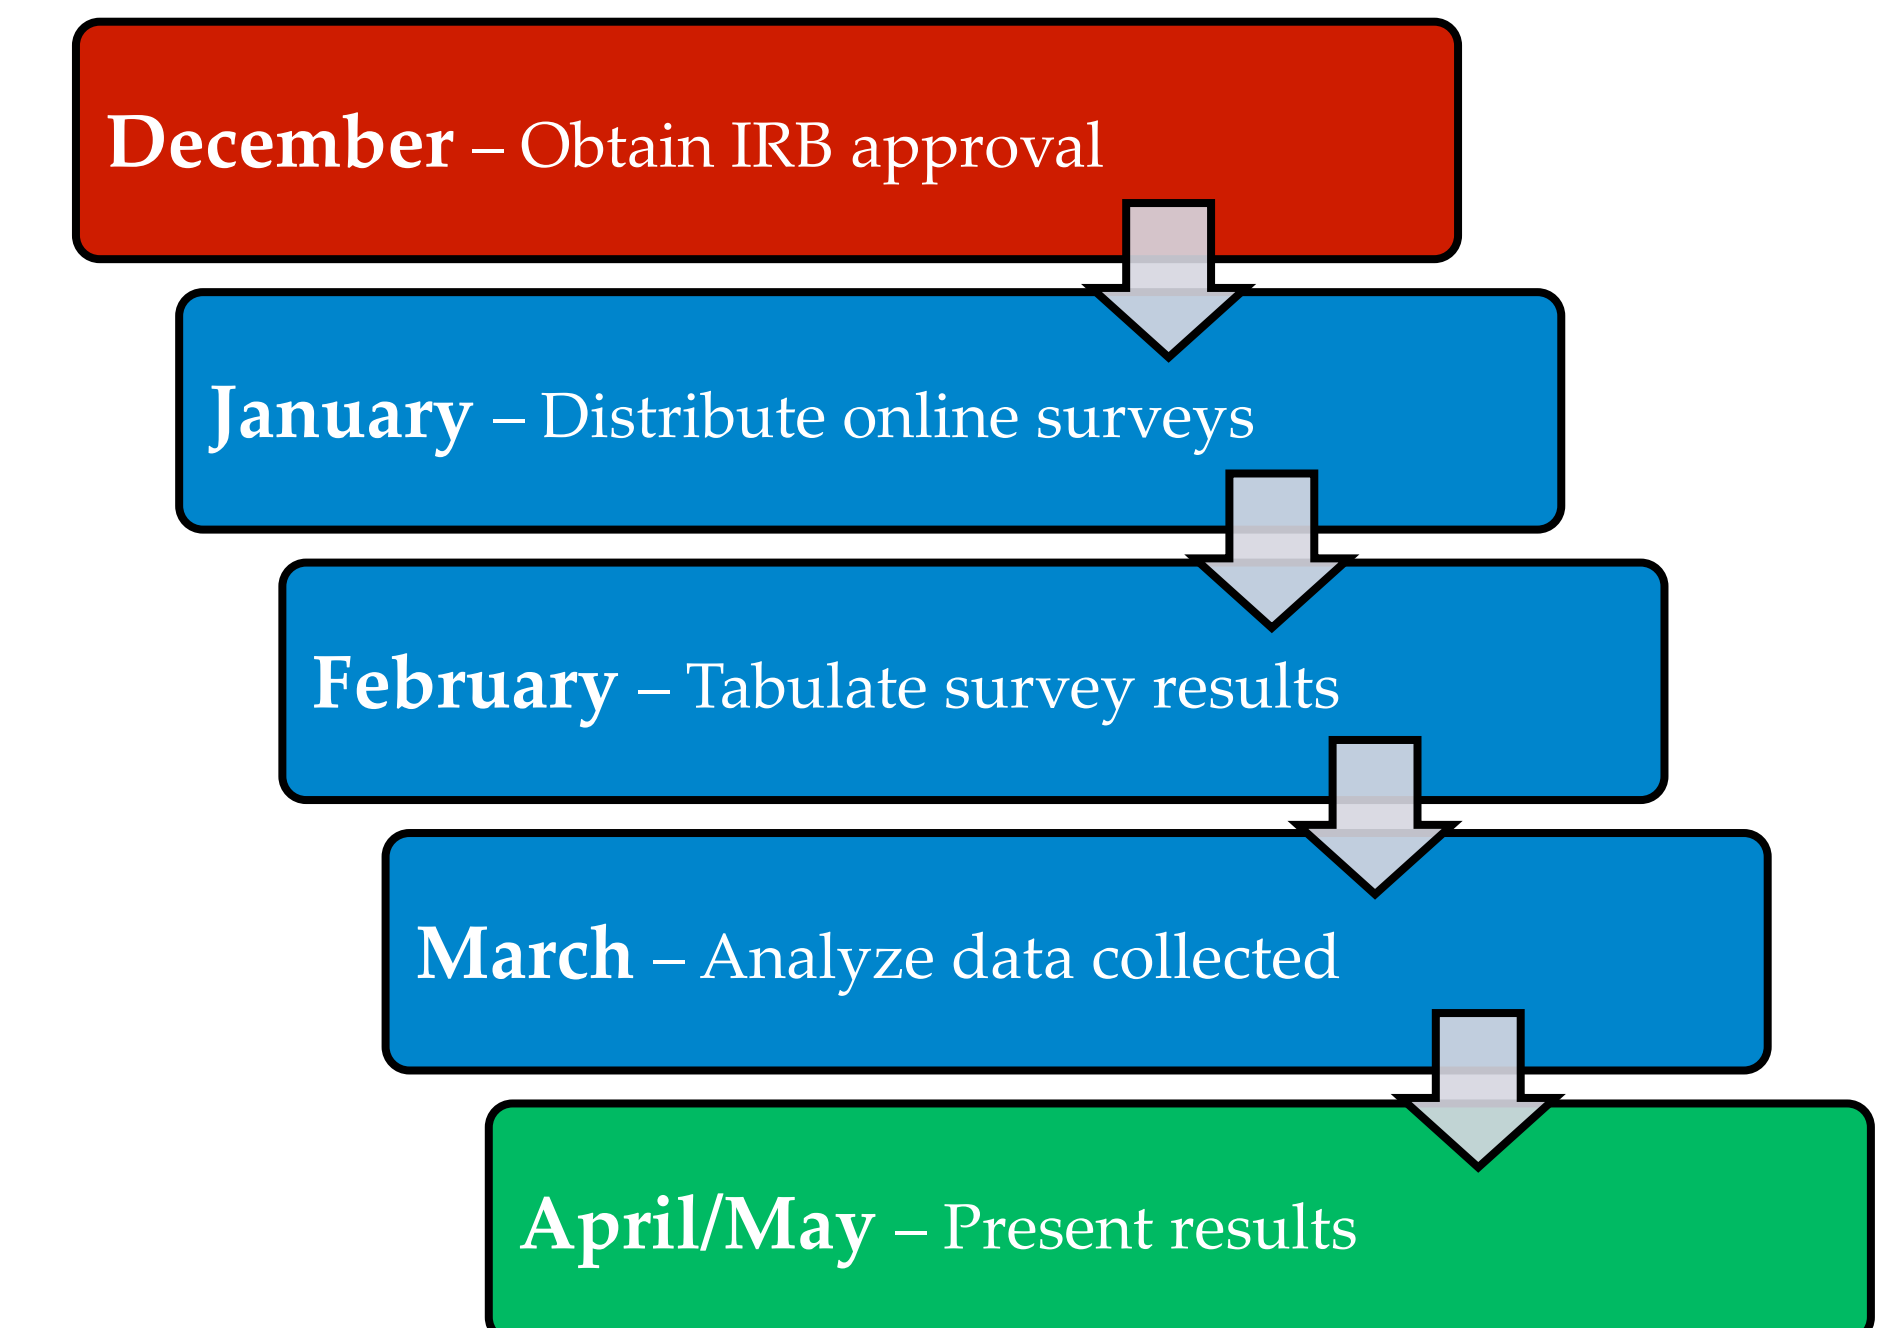 December – Obtain IRB approval
January – Distribute online surveys
February – Tabulate survey results
March – Analyze data collected
April/May – Present results